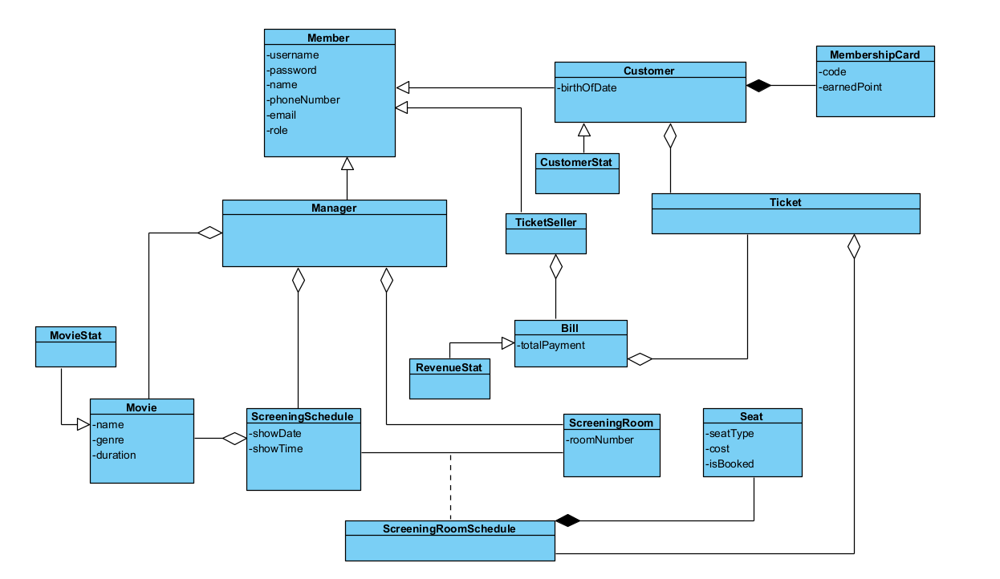 Member
-username
-password
-name
-phoneNumber
-email
-role
Customer
-birthOfDate
MembershipCard
-code
-earnedPoint
CustomerStat
Manager
TicketSeller
Ticket
MovieStat
Bill
-totalPayment
RevenueStat
Movie
-name
-genre
-duration
ScreeningSchedule
-showDate
-showTime
ScreeningRoom
-roomNumber
Seat
-seatType
-cost
-isBooked
ScreeningRoomSchedule